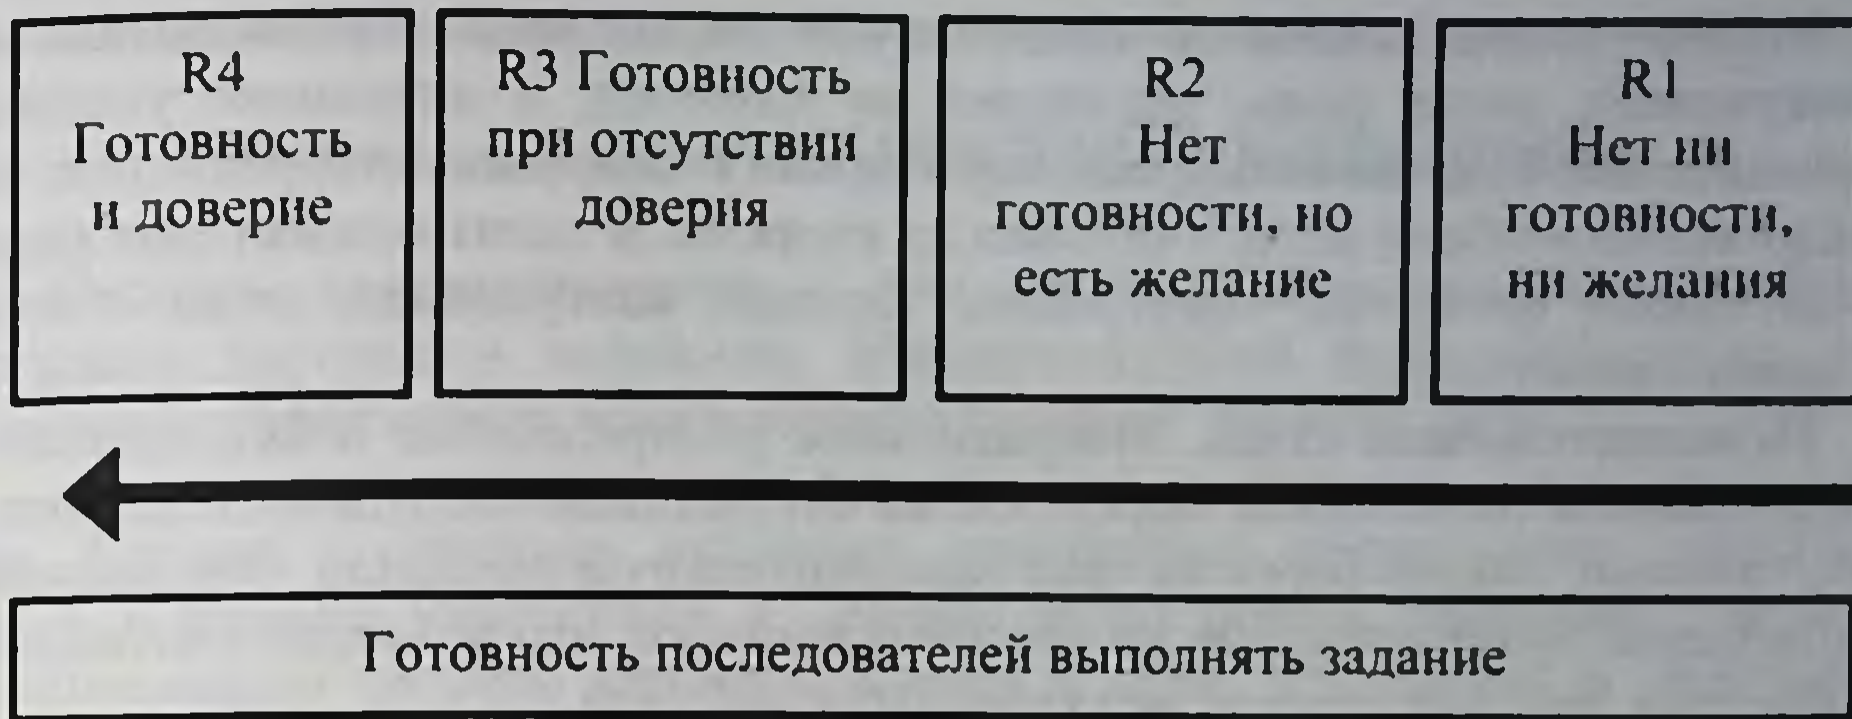 R4
Готовность
и доверие
R3 Готовность
при отсутствии
доверия
R2
Нет
готовности, но
есть желание
R1
Нет ни
готовности,
ни желания
Готовность последователей выполнять задание